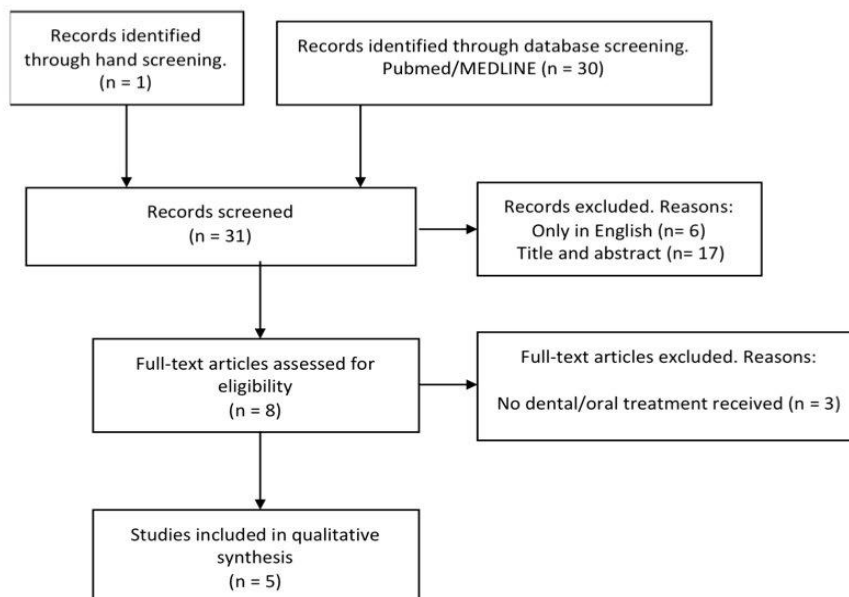 Records identified
through hand screening.
(n = 1)
Records identified through database screening.
Pubmed/MEDLINE (n = 30)
Records screened
(n = 31)
Records excluded. Reasons:
Only in English (n= 6)
Title and abstract (n= 17)
Full-text articles assessed for
eligibility
(n = 8)
Full-text articles excluded. Reasons:
No dental/oral treatment received (n = 3)
Studies included in qualitative
synthesis
(n = 5)